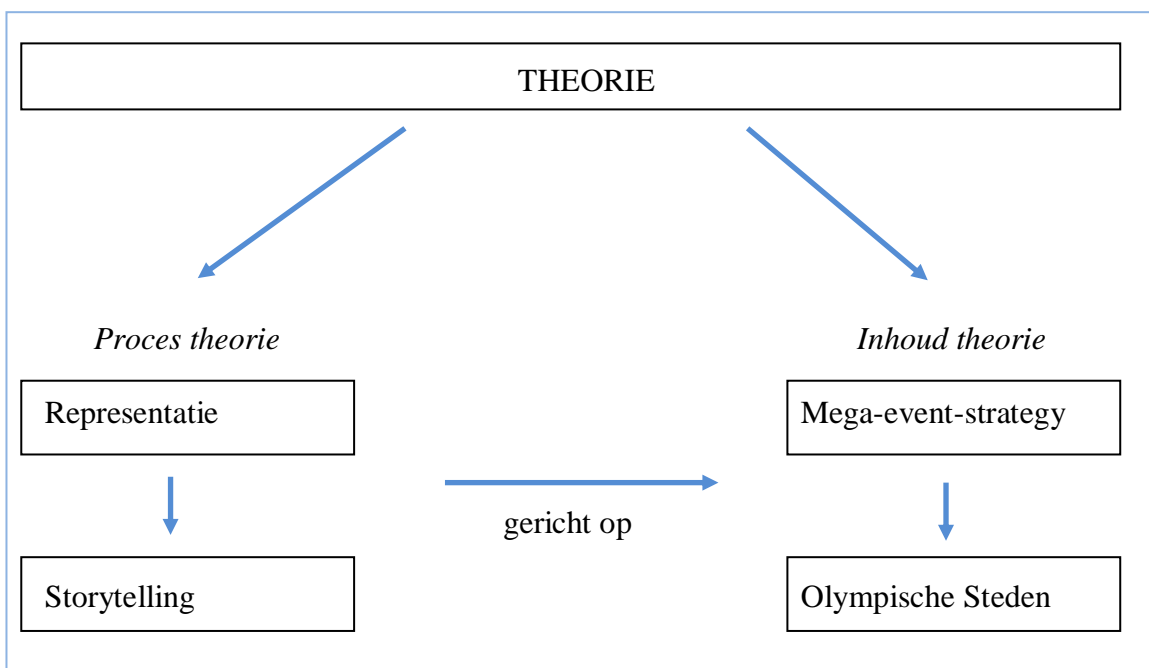 THEORIE
Proces theorie
Inhoud theorie
Representatie
Mega-event-strategy
gericht op
Storytelling
Olympische Steden